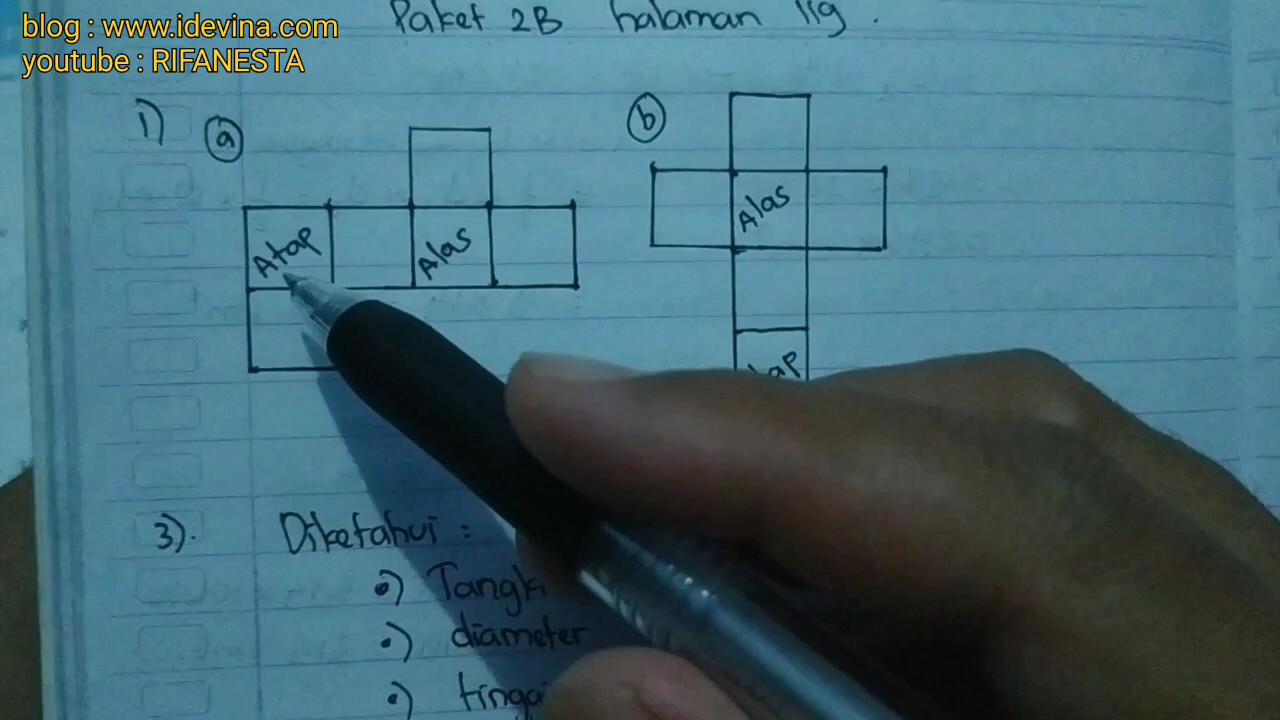 blog : www.idevina.com
youtube : RIFANESTA
Paket 2B halaman 119.
1) a b
Alas
Atap Alas
3). Diketahui :
•) Tangki
•) diameter
•)